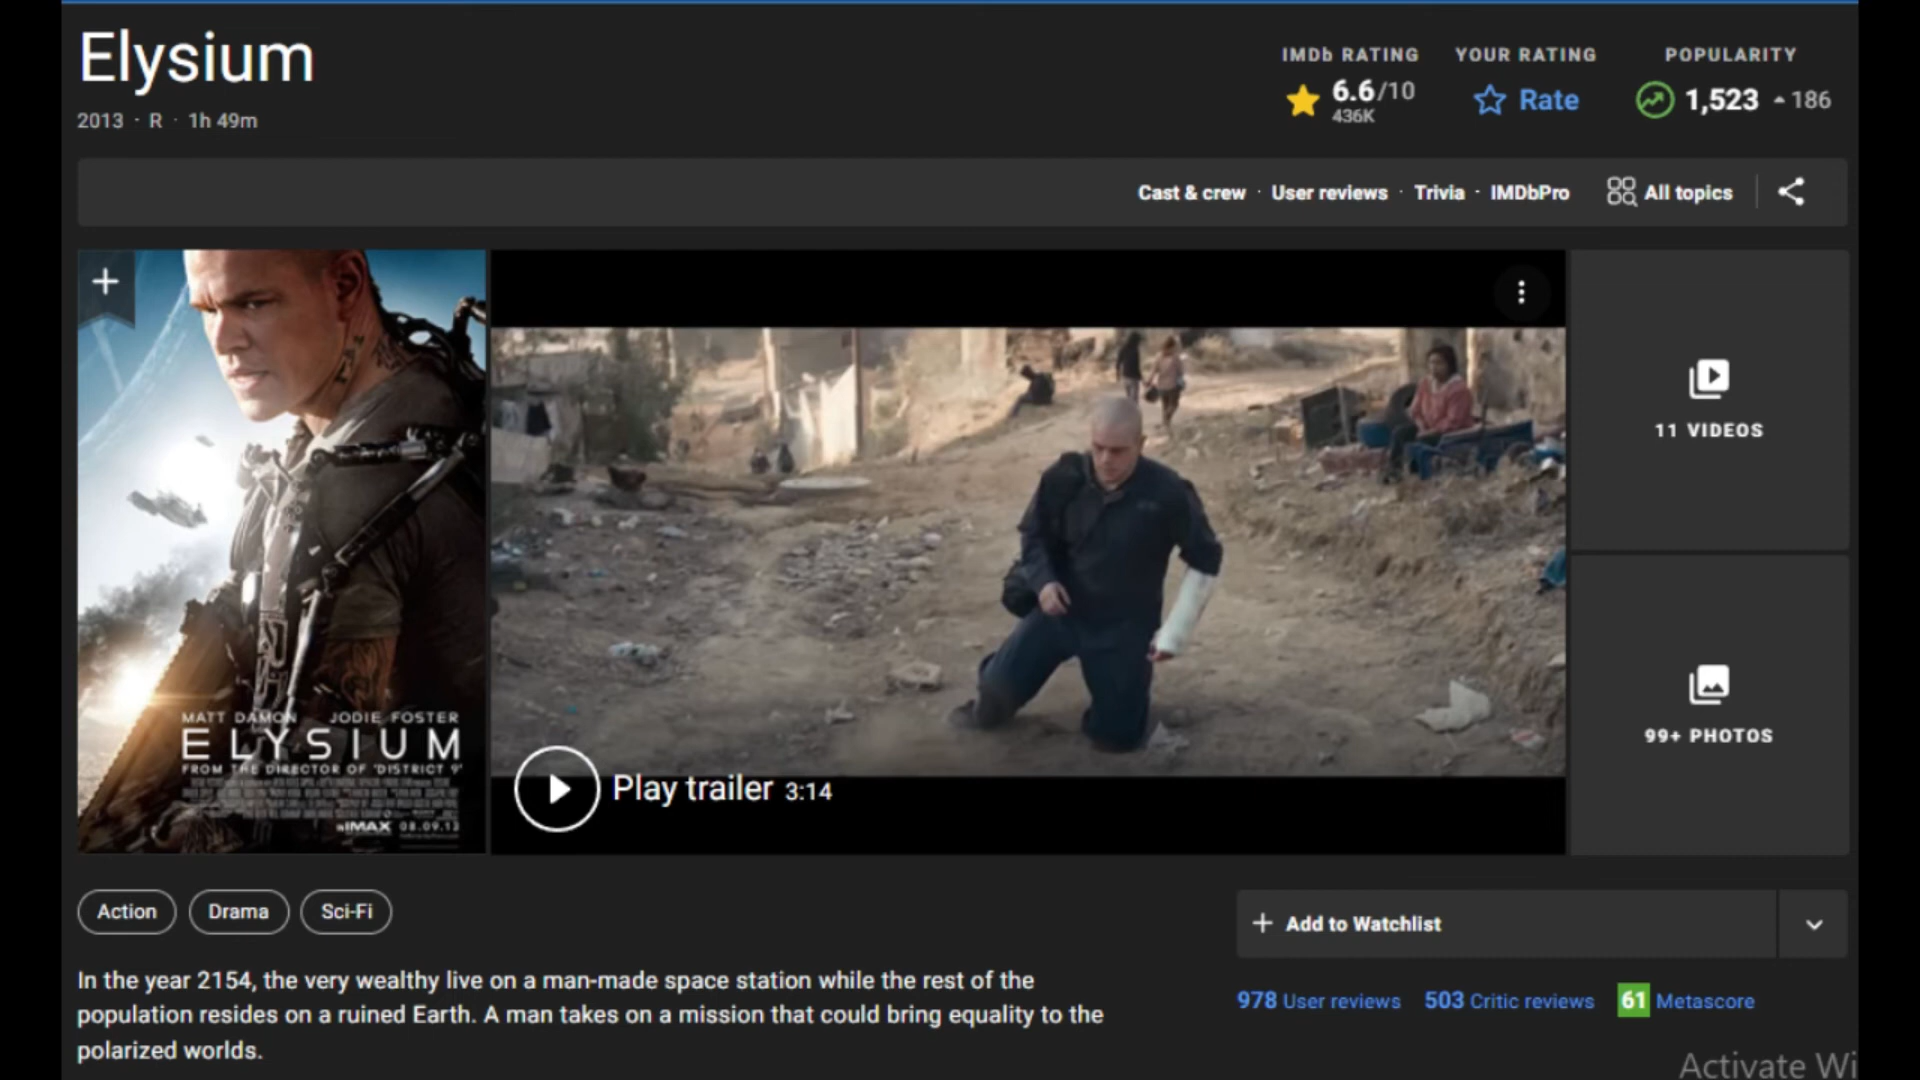 Elysium
2013 · R · 1h 49m
IMDb RATING
6.6/10
436K
YOUR RATING
Rate
POPULARITY
1,523
186
Cast & crew · User reviews · Trivia · IMDbPro
All topics
MATT DAMON JODIE FOSTER
ELYSIUM
FROM THE DIRECTOR OF 'DISTRICT 9'
IMAX 08.09.13
Play trailer 3:14
11 VIDEOS
99+ PHOTOS
Action
Drama
Sci-Fi
In the year 2154, the very wealthy live on a man-made space station while the rest of the
population resides on a ruined Earth. A man takes on a mission that could bring equality to the
polarized worlds.
Add to Watchlist
978 User reviews
503 Critic reviews
61 Metascore
Activate Wi